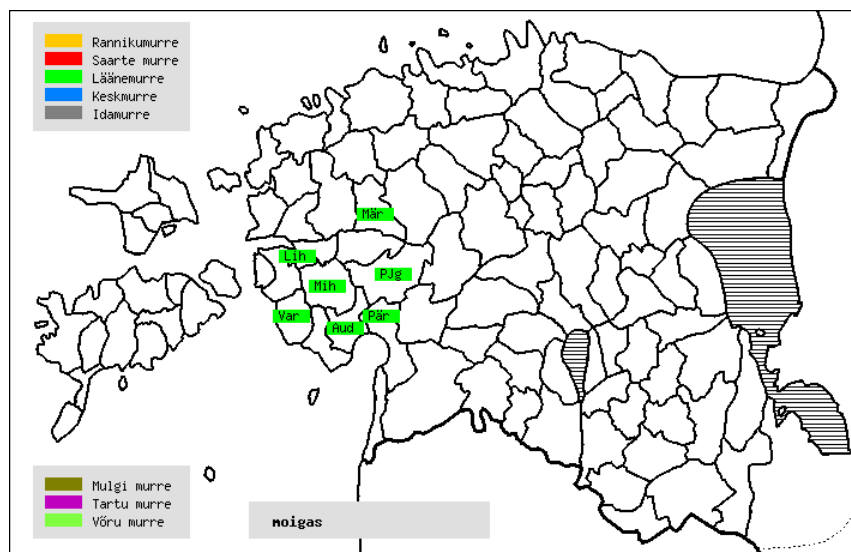 Rannikumurre
Saarte murre
Läänemurre
Keskmurre
Idamurre
Mär
Lih
PJg
Mih
Var
Pär
Aud
Mulgi murre
Tartu murre
Võru murre
moigas